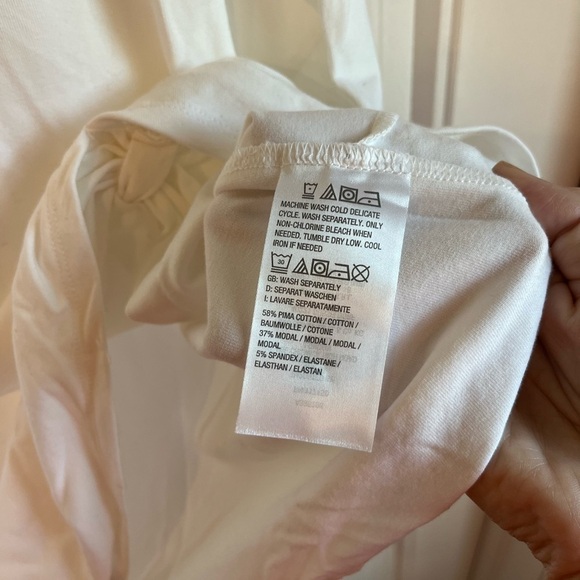 MACHINE WASH COLD DELICATE
CYCLE. WASH SEPARATELY. ONLY
NON-CHLORINE BLEACH WHEN
NEEDED. TUMBLE DRY LOW. COOL
IRON IF NEEDED
30
GB: WASH SEPARATELY
D: SEPARAT WASCHEN
I: LAVARE SEPARATAMENTE
58% PIMA COTTON / COTTON /
BAUMWOLLE / COTONE
37% MODAL / MODAL / MODAL /
MODAL
5% SPANDEX / ELASTANE /
ELASTHAN / ELASTAN